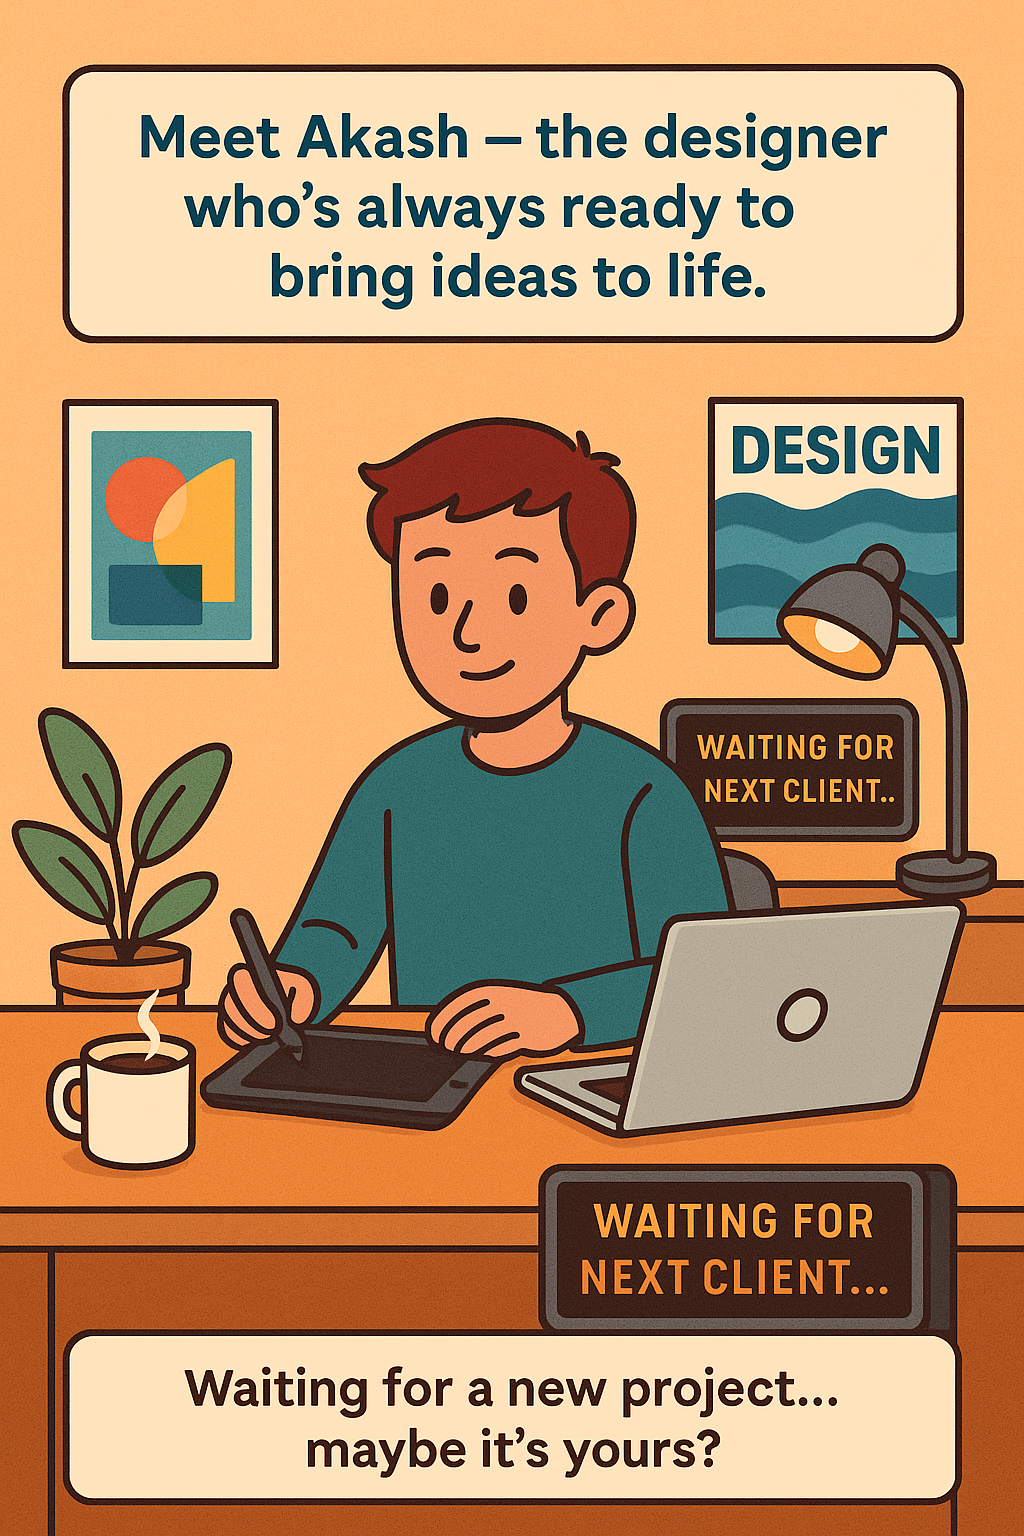 Meet Akash – the designer
who’s always ready to
bring ideas to life.
DESIGN
WAITING FOR
NEXT CLIENT..
WAITING FOR
NEXT CLIENT...
Waiting for a new project...
maybe it’s yours?